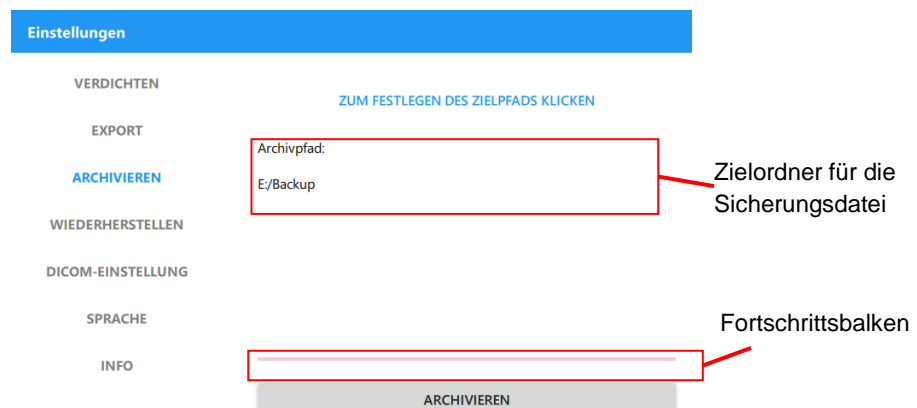 Einstellungen
VERDICHTEN
EXPORT
ARCHIVIEREN
WIEDERHERSTELLEN
DICOM-EINSTELLUNG
SPRACHE
INFO
ZUM FESTLEGEN DES ZIELPFADS KLICKEN
Archivpfad:
E:/Backup
ARCHIVIEREN
Zielordner für die
Sicherungsdatei
Fortschrittsbalken